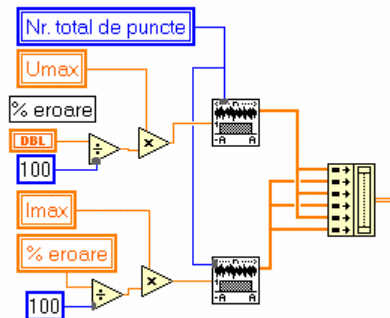 Nr. total de puncte
Umax
% eroare
DBL
100
÷
x
n
-A A
Imax
% eroare
100
÷
x
n
-A A